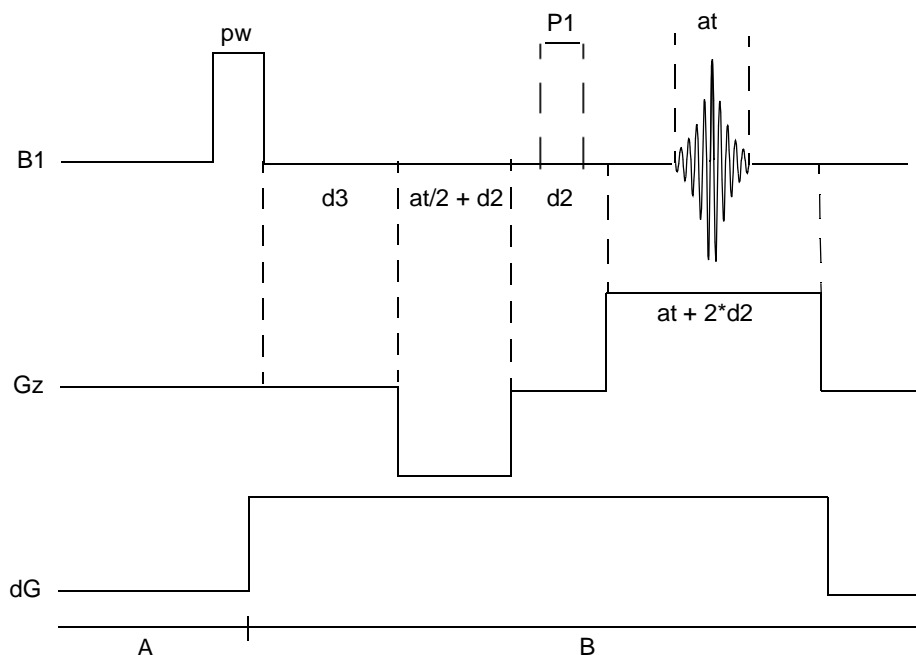 pw
P1
at
B1
d3
at/2 + d2
d2
at + 2*d2
Gz
dG
A
B